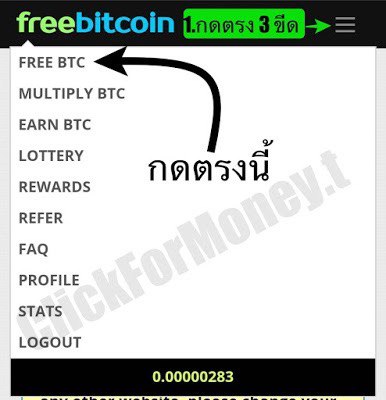 freebitcoin 1.กดตรง 3 ขีด
FREE BTC
MULTIPLY BTC
EARN BTC
LOTTERY
กดตรงนี้
REWARDS
REFER
FAQ
PROFILE
STATS
LOGOUT
ClickForMoney.t
0.00000283
any other website, please change your